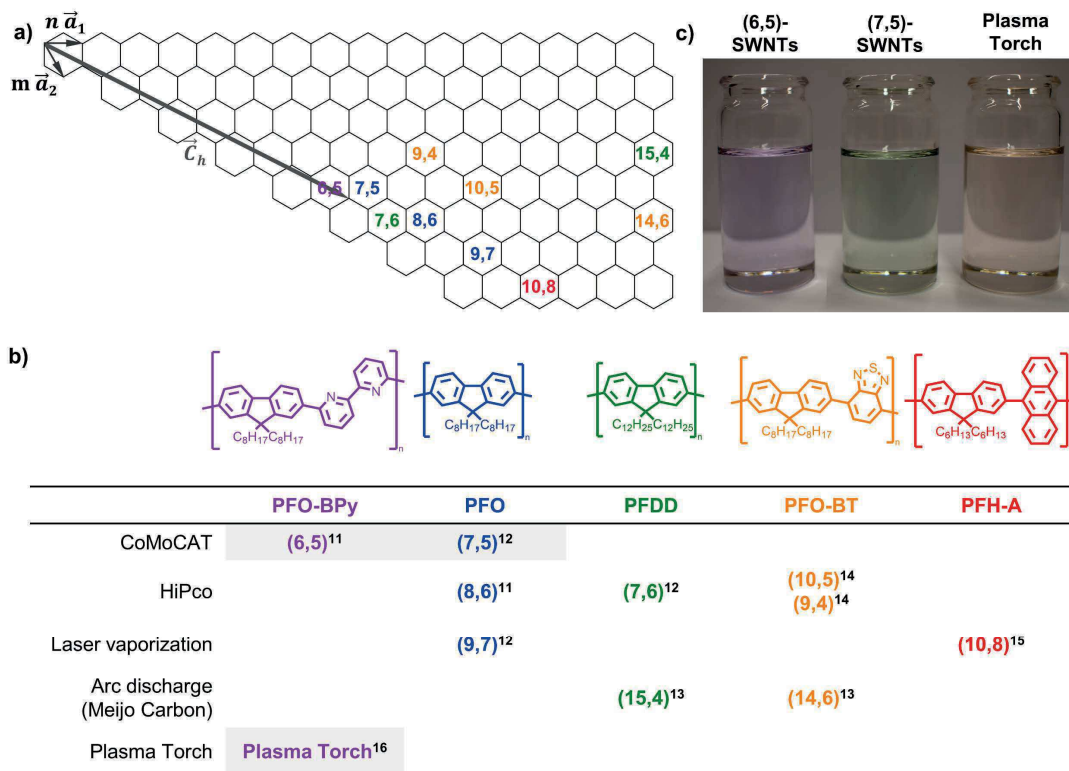 a)
n a⃗₁
m a⃗₂
C⃗ₕ
9,4
15,4
6,5
7,5
10,5
7,6
8,6
14,6
9,7
10,8
c)
(6,5)-
SWNTs
(7,5)-
SWNTs
Plasma
Torch
b)
N
N
C₈H₁₇C₈H₁₇
n
C₈H₁₇C₈H₁₇
n
C₁₂H₂₅C₁₂H₂₅
n
N S N
C₈H₁₇C₈H₁₇
n
C₆H₁₃C₆H₁₃
n
PFO-BPy PFO PFDD PFO-BT PFH-A
CoMoCAT (6,5)¹¹ (7,5)¹²
HiPco (8,6)¹¹ (7,6)¹² (10,5)¹⁴
(9,4)¹⁴
Laser vaporization (9,7)¹² (10,8)¹⁵
Arc discharge
(Meijo Carbon) (15,4)¹³ (14,6)¹³
Plasma Torch Plasma Torch¹⁶